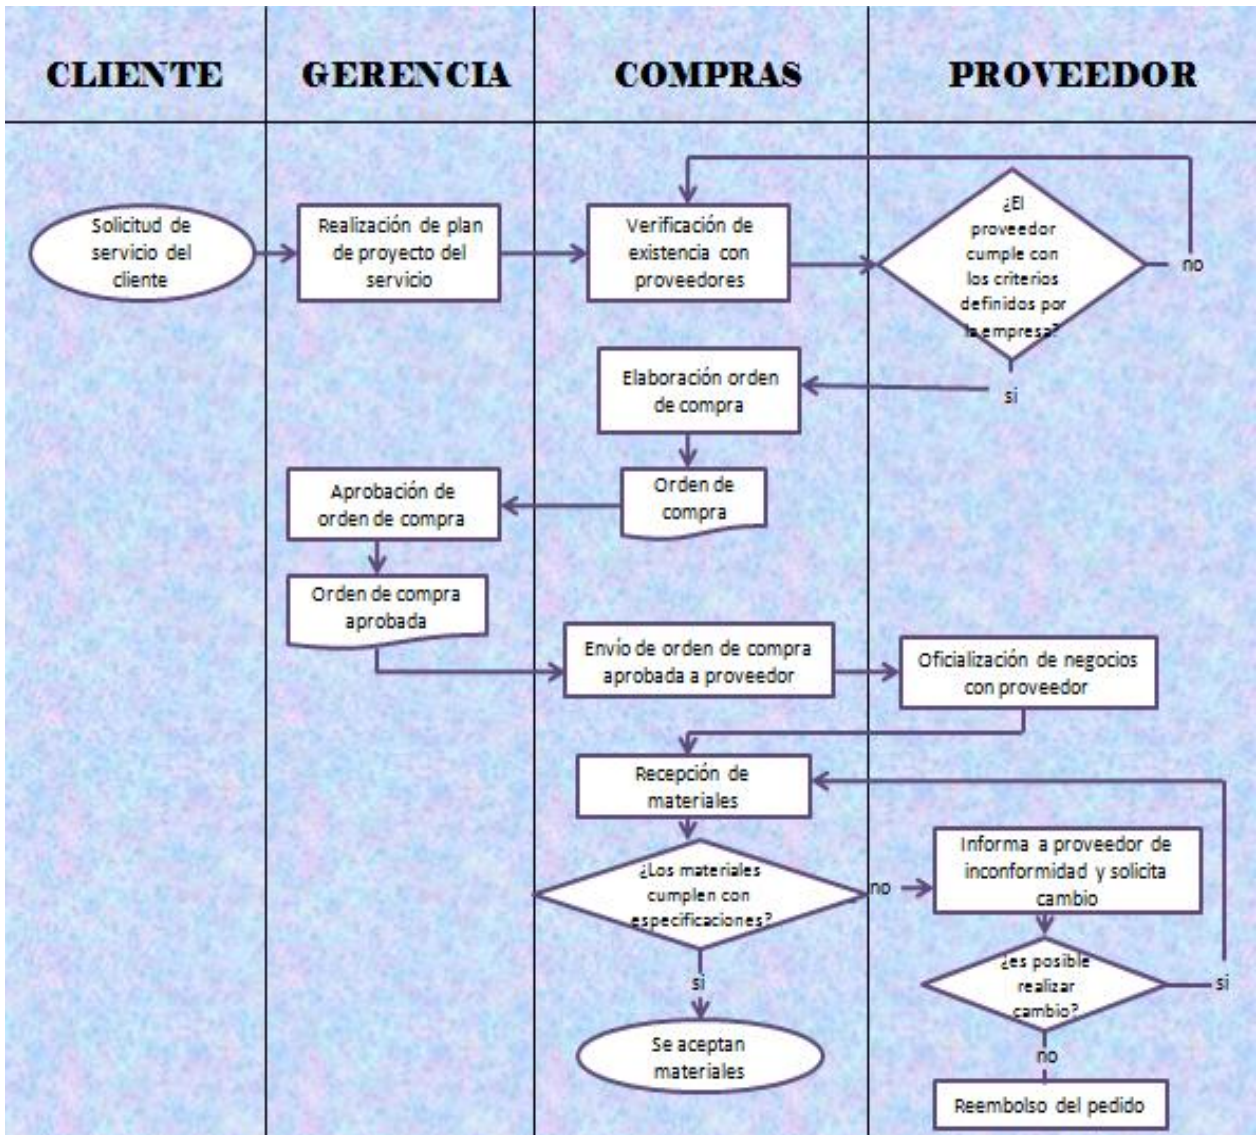 CLIENTE
GERENCIA
COMPRAS
PROVEEDOR
Solicitud de
servicio del
cliente
Realización de plan
de proyecto del
servicio
Verificación de
existencia con
proveedores
¿El
proveedor
cumple con
los criterios
definidos por
la empresa?
no
si
Elaboración orden
de compra
Orden de
compra
Aprobación de
orden de compra
Orden de compra
aprobada
Envío de orden de compra
aprobada a proveedor
Oficialización de negocios
con proveedor
Recepción de
materiales
¿Los materiales
cumplen con
especificaciones?
no
Informa a proveedor de
inconformidad y solicita
cambio
¿es posible
realizar
cambio?
si
si
no
Se aceptan
materiales
Reembolso del pedido